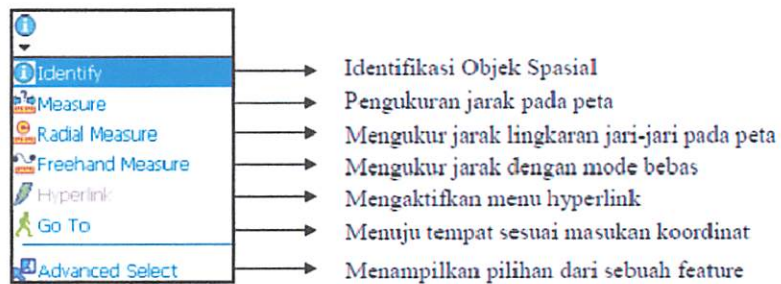 Identify Identifikasi Objek Spasial
Measure Pengukuran jarak pada peta
Radial Measure Mengukur jarak lingkaran jari-jari pada peta
Freehand Measure Mengukur jarak dengan mode bebas
Hyperlink Mengaktifkan menu hyperlink
Go To Menuju tempat sesuai masukan koordinat
Advanced Select Menampilkan pilihan dari sebuah feature